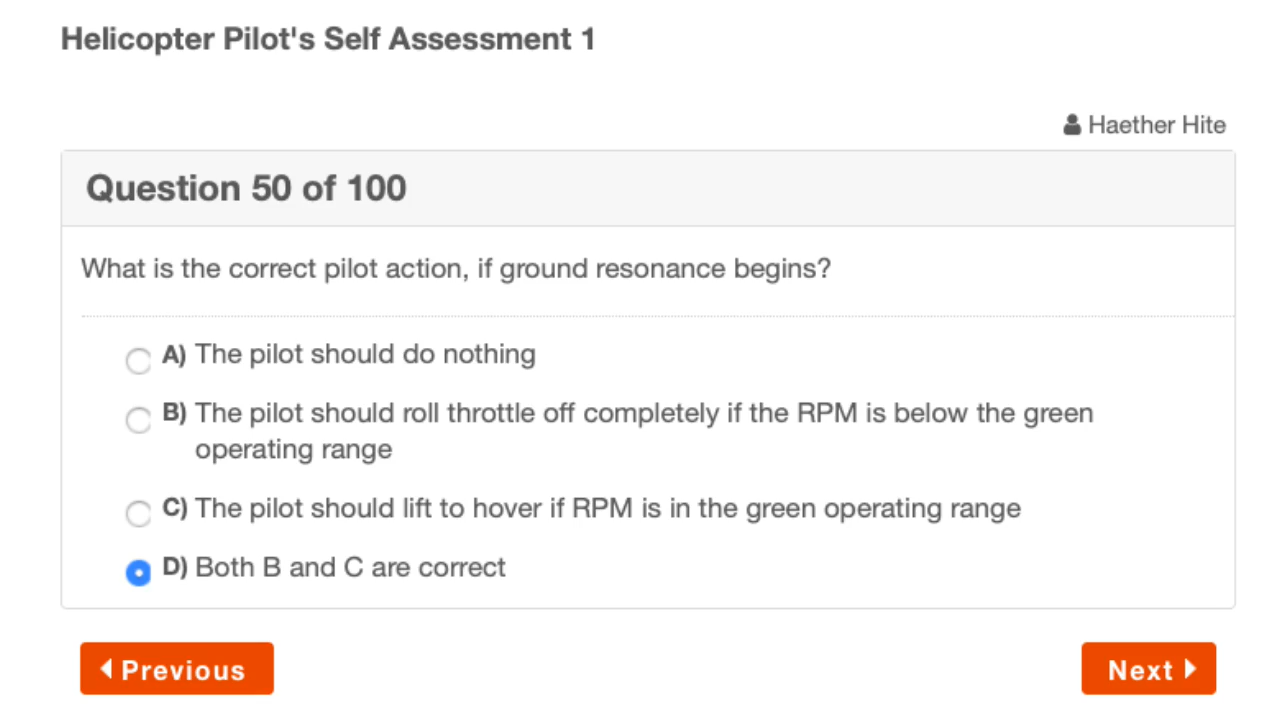 Helicopter Pilot's Self Assessment 1
Haether Hite
Question 50 of 100
What is the correct pilot action, if ground resonance begins?
A) The pilot should do nothing
B) The pilot should roll throttle off completely if the RPM is below the green
operating range
C) The pilot should lift to hover if RPM is in the green operating range
D) Both B and C are correct
Previous
Next